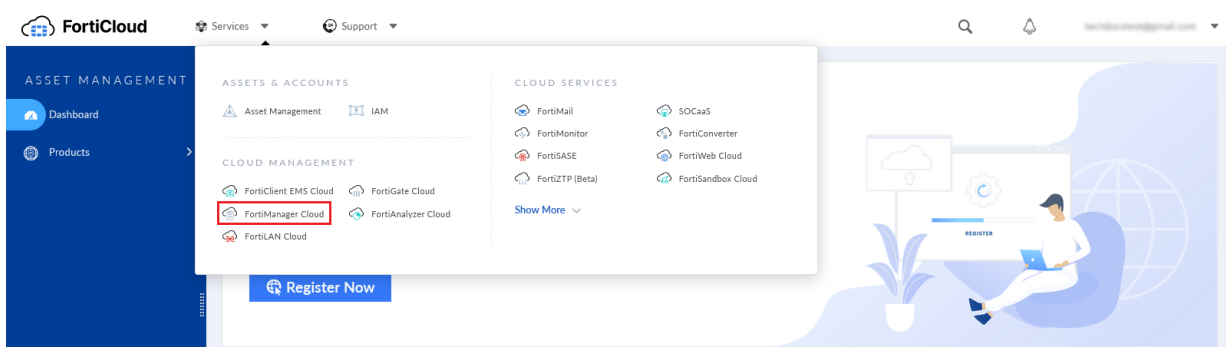 FortiCloud
Services
Support
ASSET MANAGEMENT
Dashboard
Products
ASSETS & ACCOUNTS
Asset Management
IAM
CLOUD MANAGEMENT
FortiClient EMS Cloud
FortiGate Cloud
FortiManager Cloud
FortiAnalyzer Cloud
FortiLAN Cloud
CLOUD SERVICES
FortiMail
SOCaaS
FortiMonitor
FortiConverter
FortiSASE
FortiWeb Cloud
FortiZTP (Beta)
FortiSandbox Cloud
Show More
Register Now
REGISTER